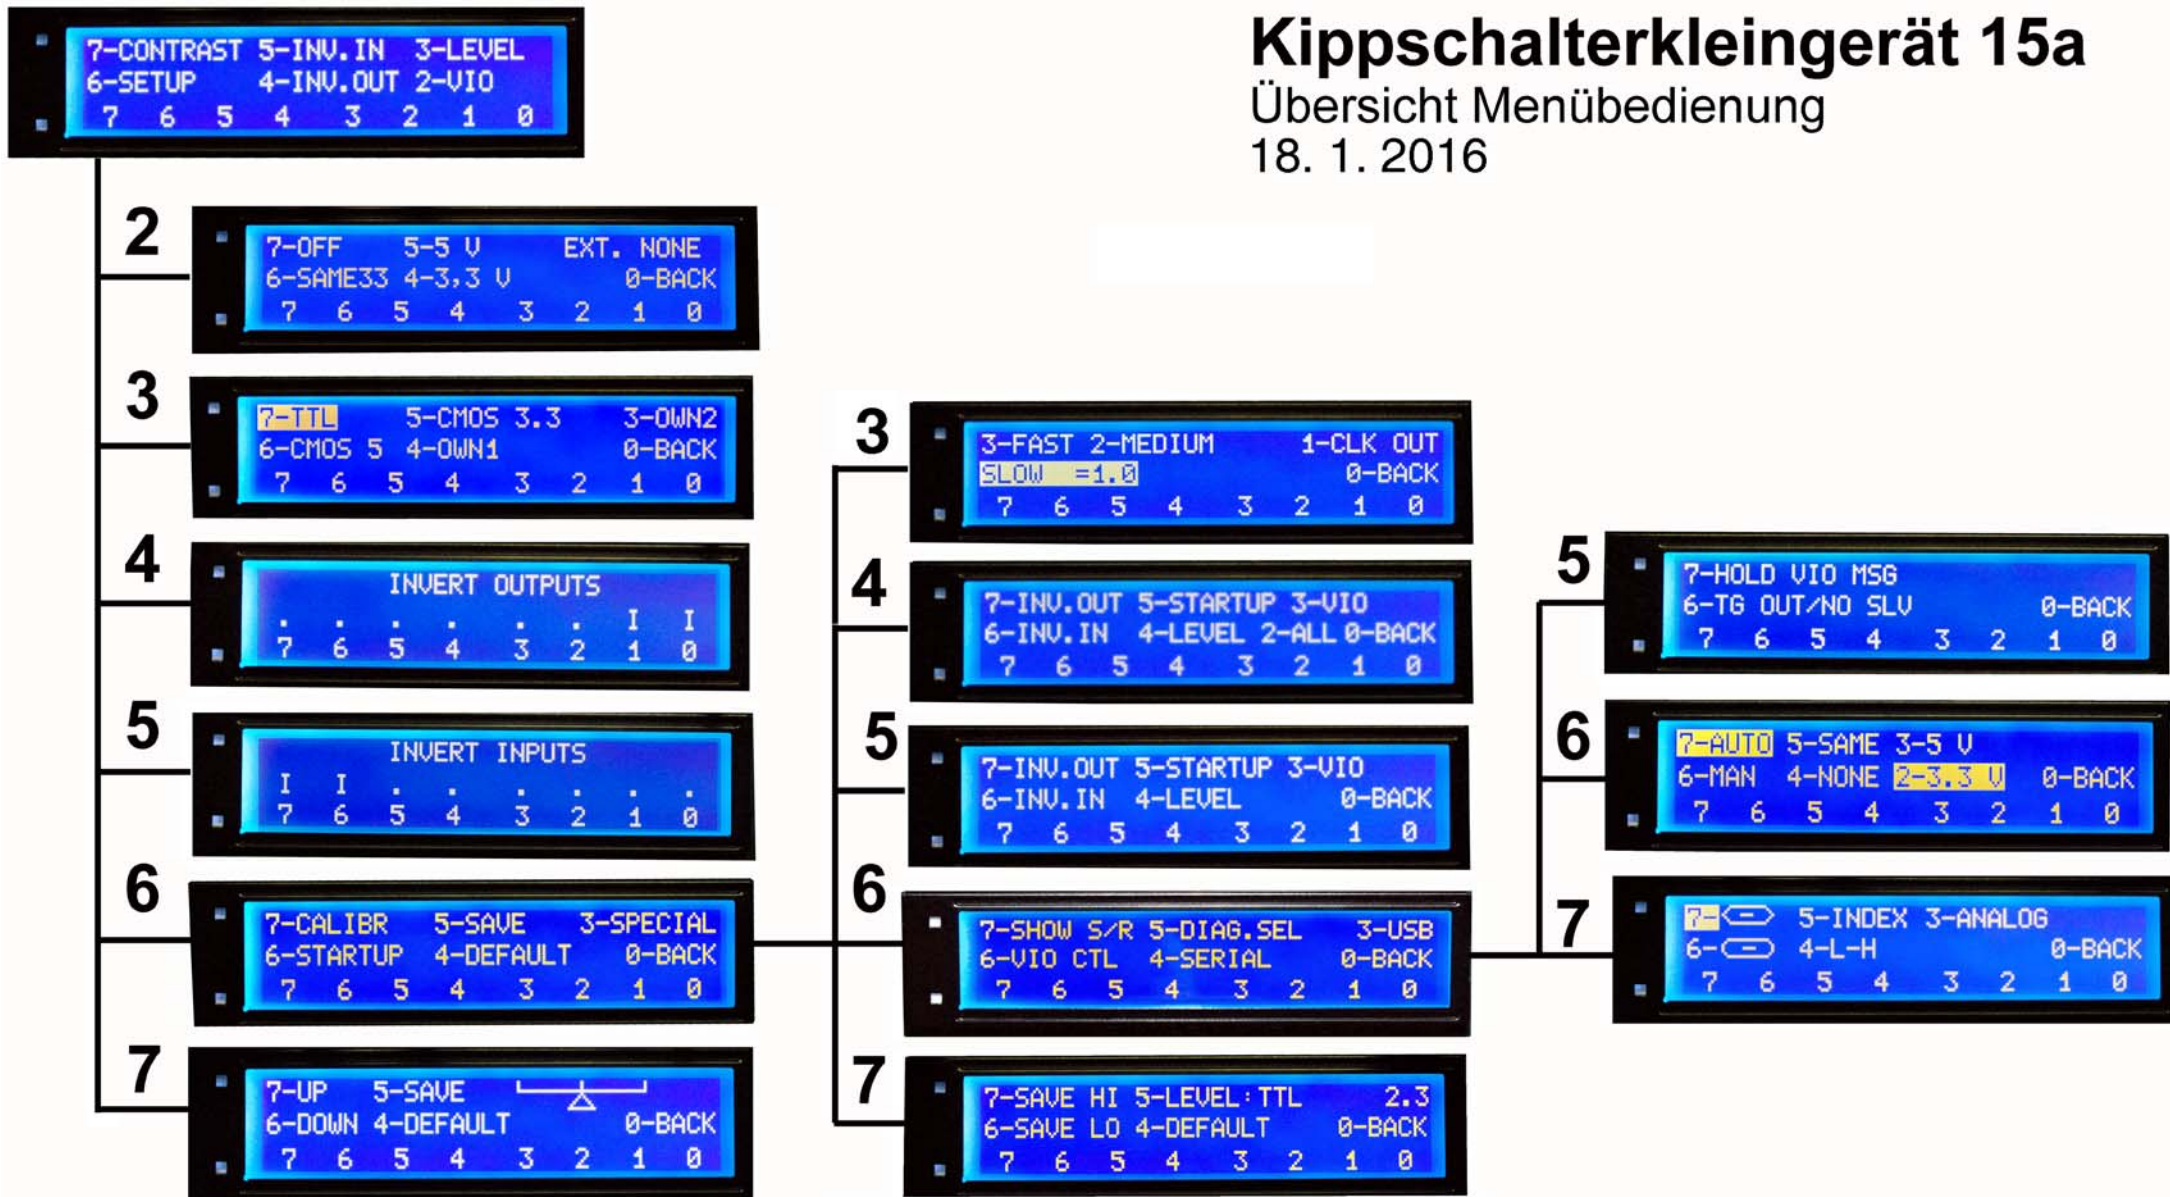 Kippschalterkleingerät 15a
Übersicht Menübedienung
18. 1. 2016
7-CONTRAST 5-INV.IN 3-LEVEL
6-SETUP 4-INV.OUT 2-VIO
7 6 5 4 3 2 1 0
2
7-OFF 5-5 V EXT. NONE
6-SAME33 4-3,3 V 0-BACK
7 6 5 4 3 2 1 0
3
7-TTL 5-CMOS 3.3 3-OWN2
6-CMOS 5 4-OWN1 0-BACK
7 6 5 4 3 2 1 0
4
INVERT OUTPUTS
. . . . . . I I
7 6 5 4 3 2 1 0
5
INVERT INPUTS
I I . . . . . .
7 6 5 4 3 2 1 0
6
7-CALIBR 5-SAVE 3-SPECIAL
6-STARTUP 4-DEFAULT 0-BACK
7 6 5 4 3 2 1 0
7
7-UP 5-SAVE
6-DOWN 4-DEFAULT 0-BACK
7 6 5 4 3 2 1 0
3
3-FAST 2-MEDIUM 1-CLK OUT
SLOW =1.0 0-BACK
7 6 5 4 3 2 1 0
4
7-INV.OUT 5-STARTUP 3-VIO
6-INV.IN 4-LEVEL 2-ALL 0-BACK
7 6 5 4 3 2 1 0
5
7-INV.OUT 5-STARTUP 3-VIO
6-INV.IN 4-LEVEL 0-BACK
7 6 5 4 3 2 1 0
6
7-SHOW S/R 5-DIAG.SEL 3-USB
6-VIO CTL 4-SERIAL 0-BACK
7 6 5 4 3 2 1 0
7
7-SAVE HI 5-LEVEL:TTL 2.3
6-SAVE LO 4-DEFAULT 0-BACK
7 6 5 4 3 2 1 0
5
7-HOLD VIO MSG
6-TG OUT/NO SLV 0-BACK
7 6 5 4 3 2 1 0
6
7-AUTO 5-SAME 3-5 V
6-MAN 4-NONE 2-3.3 V 0-BACK
7 6 5 4 3 2 1 0
7
7- 5-INDEX 3-ANALOG
6- 4-L-H 0-BACK
7 6 5 4 3 2 1 0